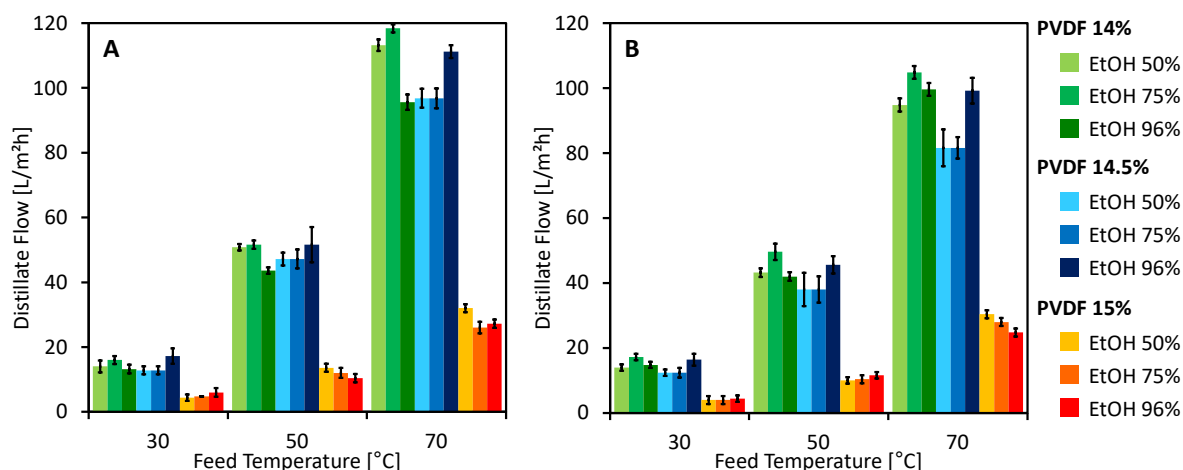 A
Distillate Flow [L/m²h]
120
100
80
60
40
20
0
30 50 70
Feed Temperature [°C]
B
Distillate Flow [L/m²h]
120
100
80
60
40
20
0
30 50 70
Feed Temperature [°C]
PVDF 14%
EtOH 50%
EtOH 75%
EtOH 96%
PVDF 14.5%
EtOH 50%
EtOH 75%
EtOH 96%
PVDF 15%
EtOH 50%
EtOH 75%
EtOH 96%